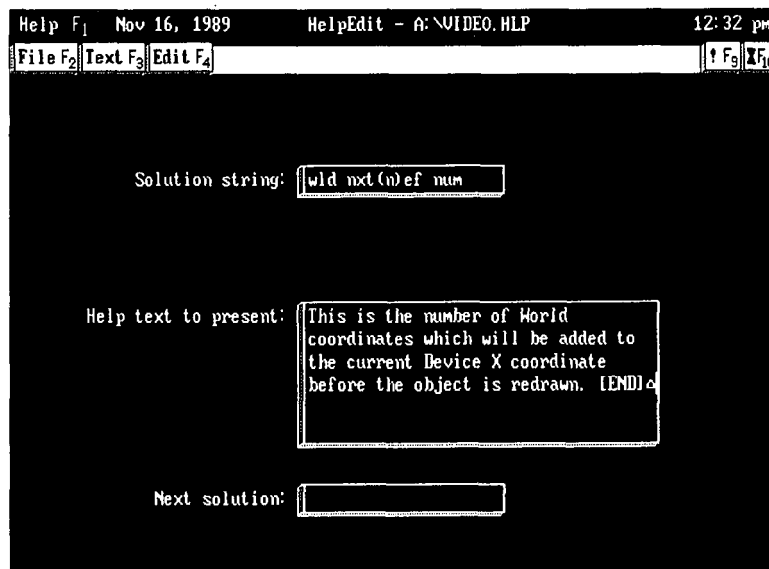 Help F1 Nov 16, 1989 HelpEdit - A:\VIDEO.HLP 12:32 pm
File F2 Text F3 Edit F4 ! F9 F10
Solution string: wld nxt(n)ef num
Help text to present: This is the number of World
coordinates which will be added to
the current Device X coordinate
before the object is redrawn. [END]
Next solution: